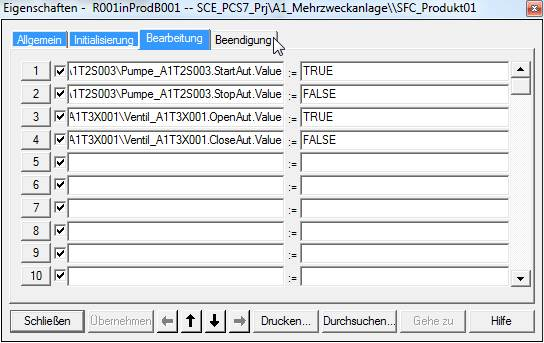 Eigenschaften - R001inProdB001 -- SCE_PCS7_Prj\A1_Mehrzweckanlage\\SFC_Produkt01
Allgemein Initialisierung Bearbeitung Beendigung
1 \1T2S003\Pumpe_A1T2S003.StartAut.Value := TRUE
2 \1T2S003\Pumpe_A1T2S003.StopAut.Value := FALSE
3 A1T3X001\Ventil_A1T3X001.OpenAut.Value := TRUE
4 A1T3X001\Ventil_A1T3X001.CloseAut.Value := FALSE
5 :=
6 :=
7 :=
8 :=
9 :=
10 :=
Schließen Übernehmen Drucken... Durchsuchen... Gehe zu Hilfe